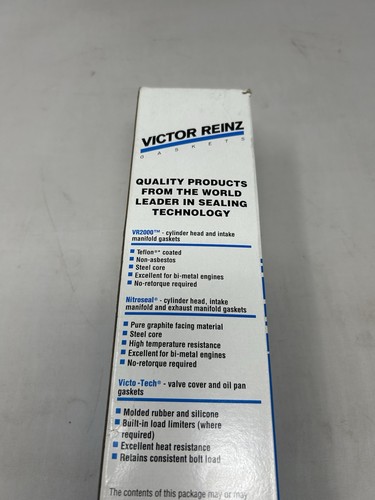 VICTOR REINZ
GASKETS
QUALITY PRODUCTS
FROM THE WORLD
LEADER IN SEALING
TECHNOLOGY
VR2000™ - cylinder head and intake
manifold gaskets
Teflon®* coated
Non-asbestos
Steel core
Excellent for bi-metal engines
No-retorque required
Nitroseal® - cylinder head, intake
manifold and exhaust manifold gaskets
Pure graphite facing material
Steel core
High temperature resistance
Excellent for bi-metal engines
No-retorque required
Victo-Tech® - valve cover and oil pan
gaskets
Molded rubber and silicone
Built-in load limiters (where
required)
Excellent heat resistance
Retains consistent bolt load
The contents of this package may or may